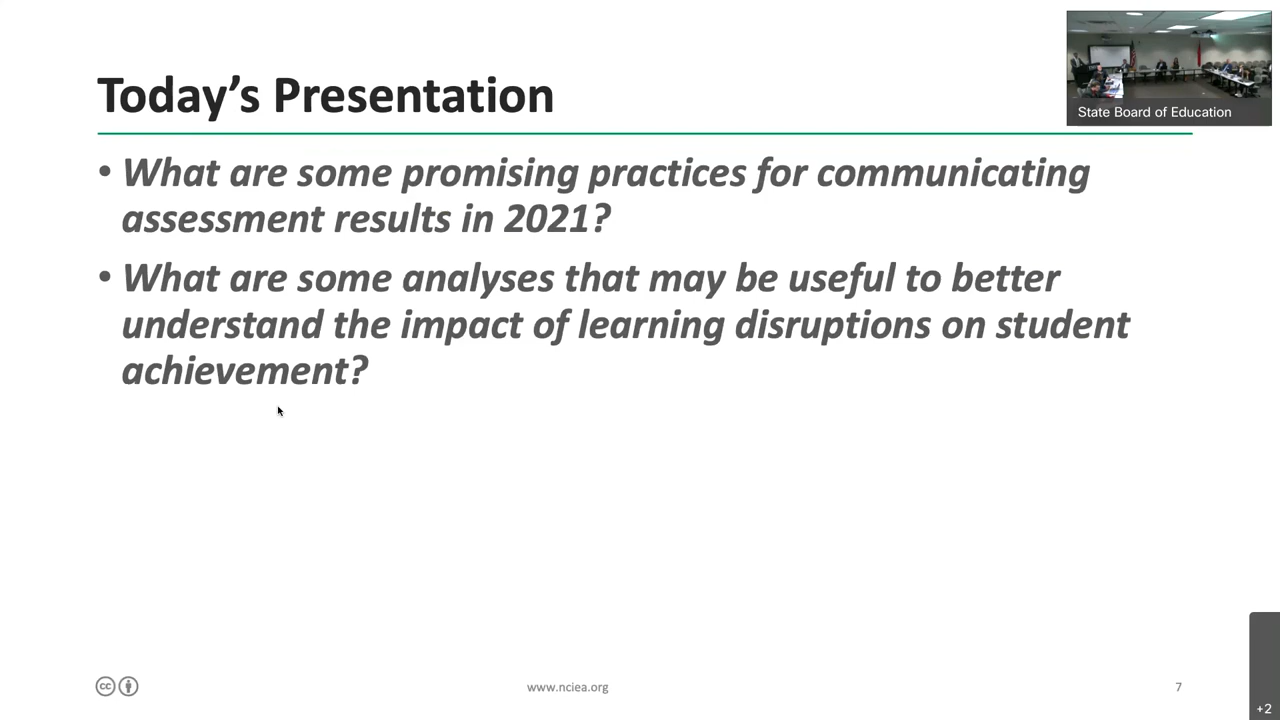 Today's Presentation
State Board of Education
• What are some promising practices for communicating
assessment results in 2021?
• What are some analyses that may be useful to better
understand the impact of learning disruptions on student
achievement?
cc
www.nciea.org
7
+2